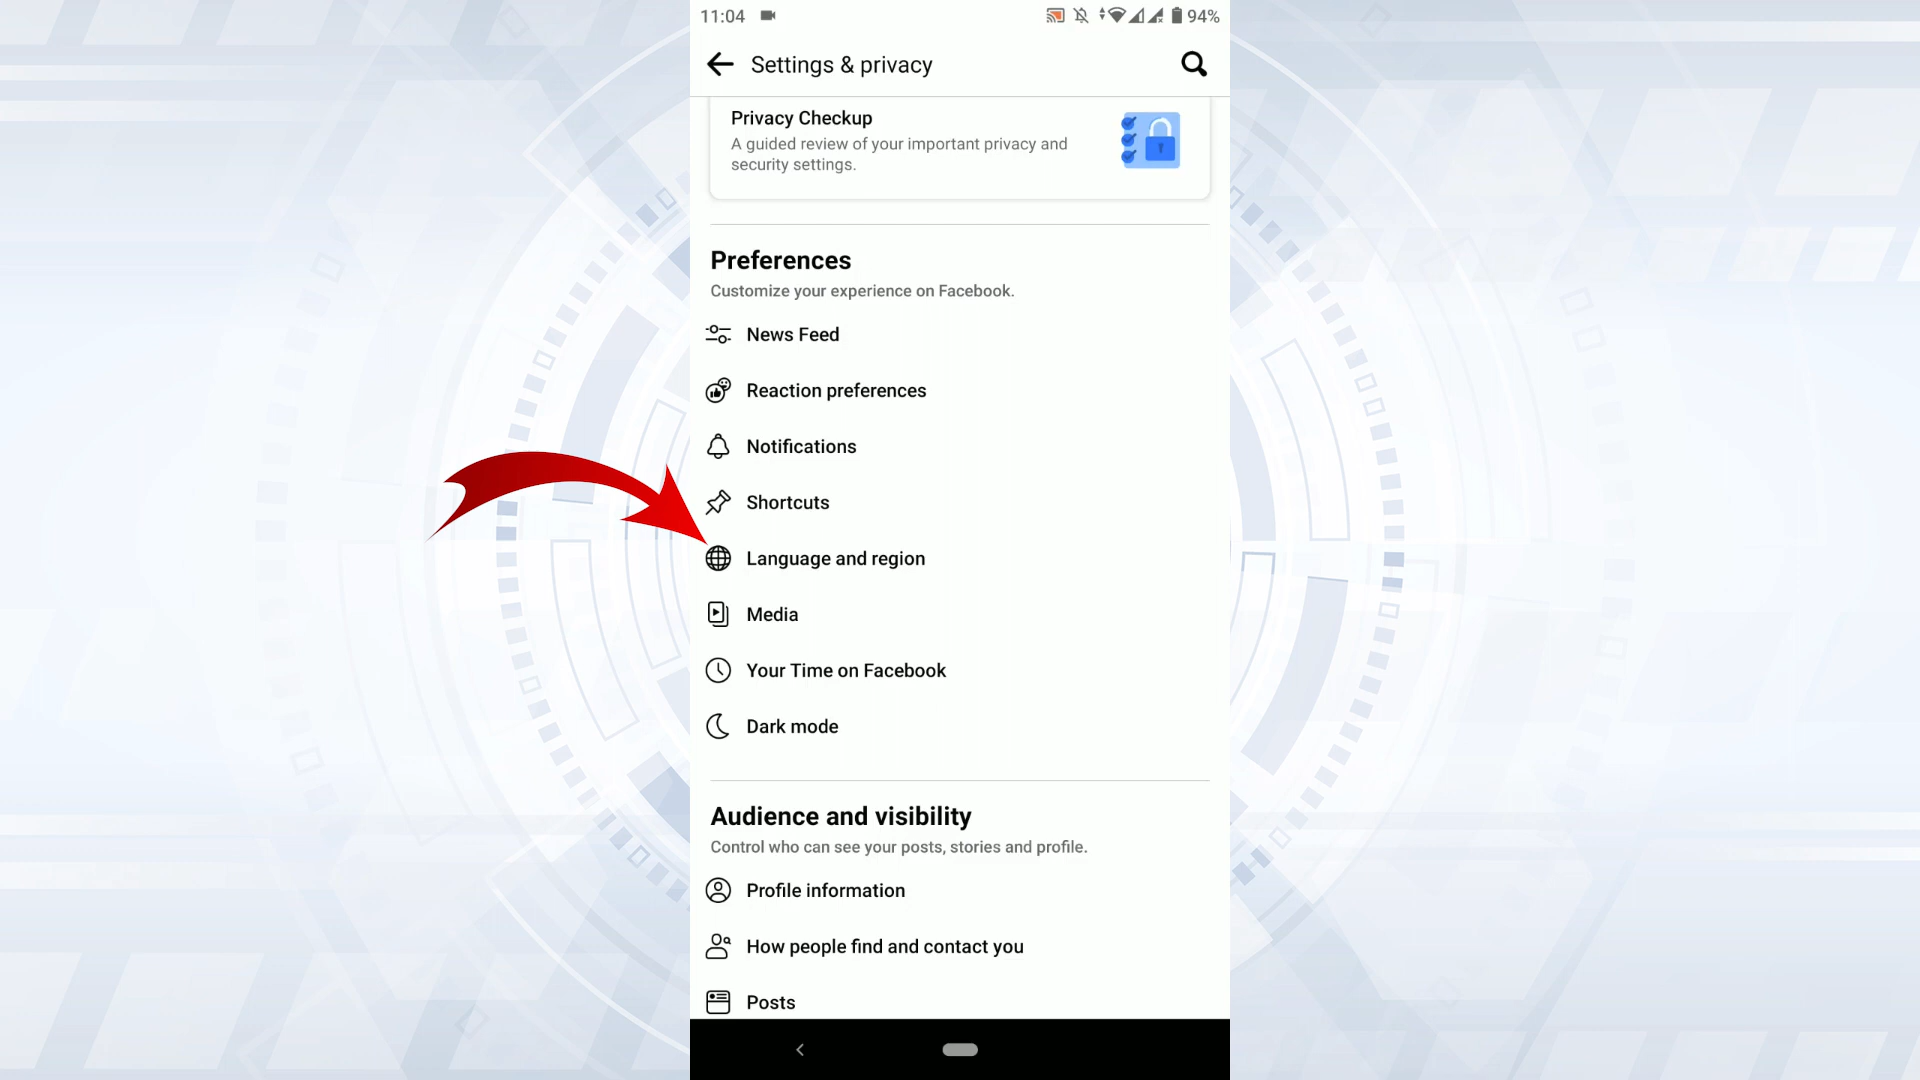 11:04
94%
Settings & privacy
Privacy Checkup
A guided review of your important privacy and
security settings.
Preferences
Customize your experience on Facebook.
News Feed
Reaction preferences
Notifications
Shortcuts
Language and region
Media
Your Time on Facebook
Dark mode
Audience and visibility
Control who can see your posts, stories and profile.
Profile information
How people find and contact you
Posts